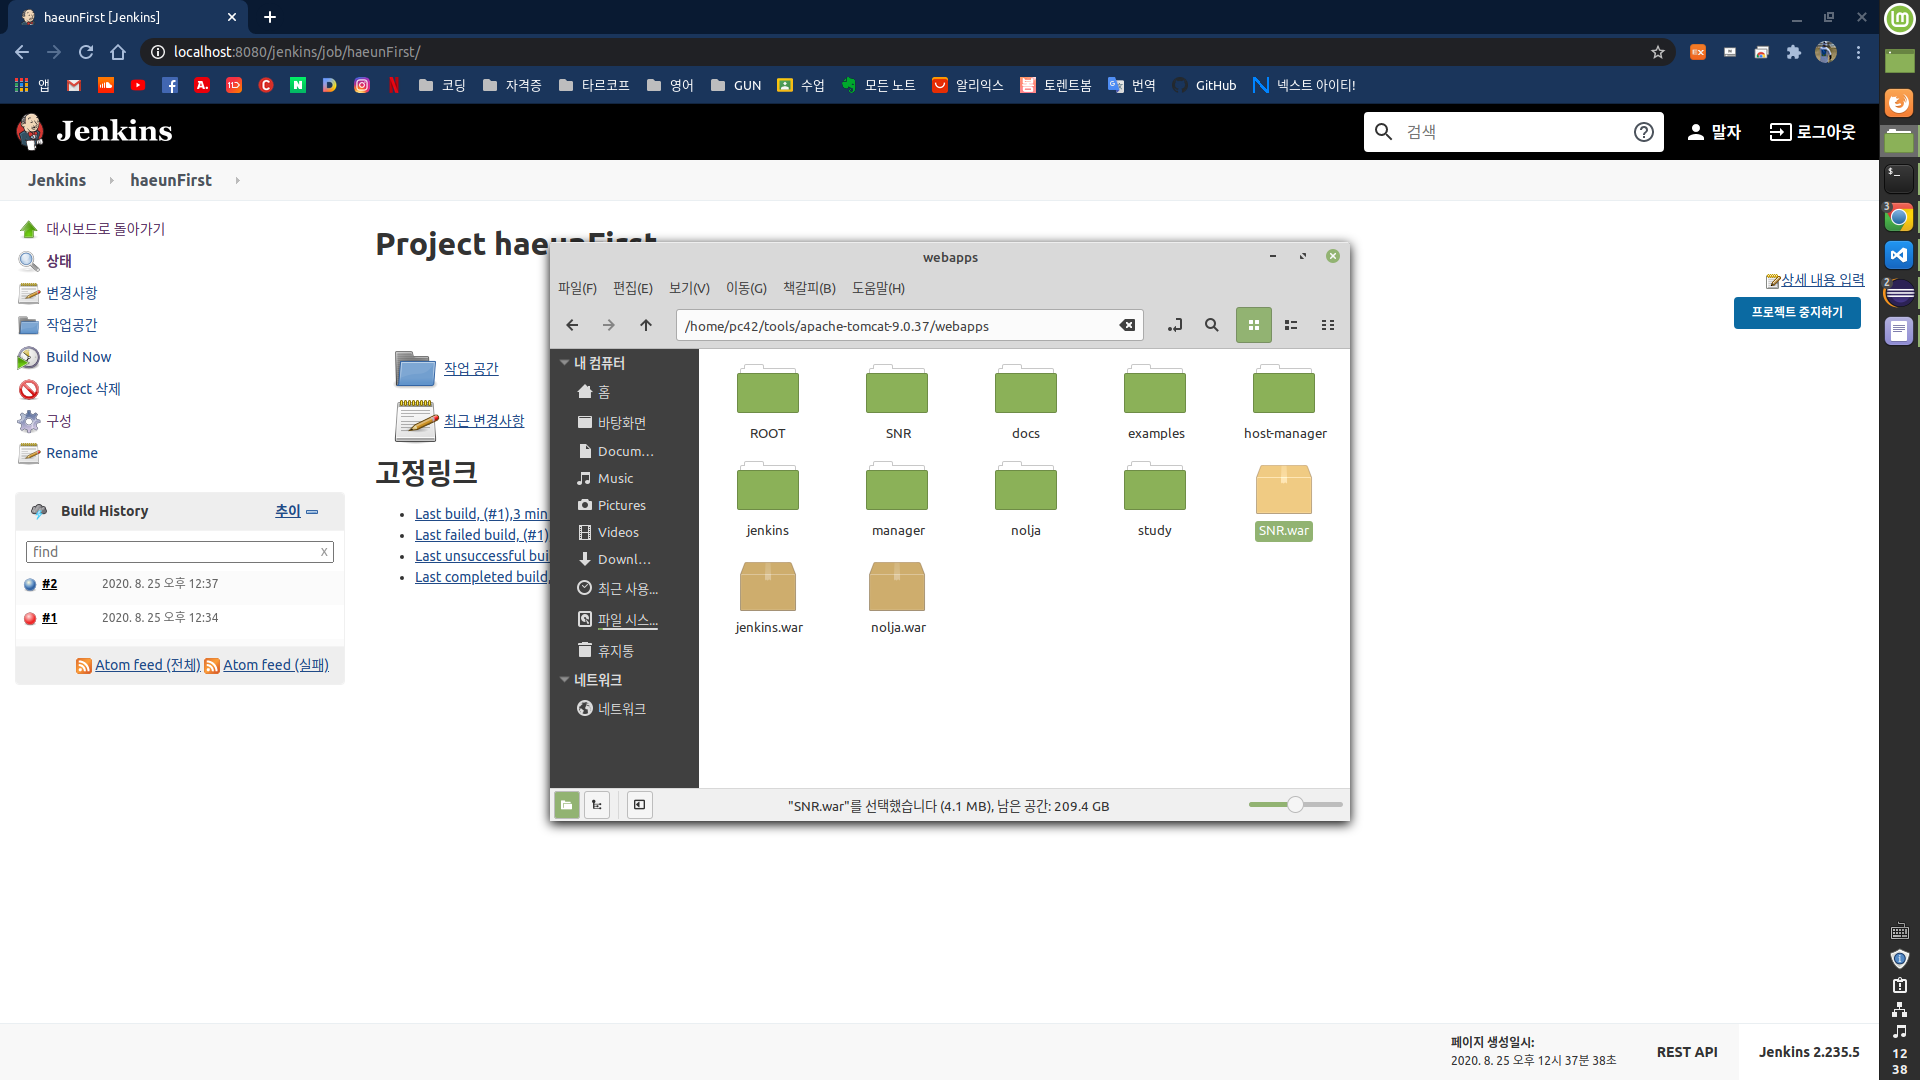 haeunFirst [Jenkins]
localhost:8080/jenkins/job/haeunFirst/
앱
코딩
자격증
타르코프
영어
GUN
수업
모든 노트
알리익스
토렌트봄
번역
GitHub
넥스트 아이티!
Jenkins
검색
말자
로그아웃
Jenkins
haeunFirst
대시보드로 돌아가기
상태
변경사항
작업공간
Build Now
Project 삭제
구성
Rename
Build History
추이
find
x
#2
2020. 8. 25 오후 12:37
#1
2020. 8. 25 오후 12:34
Atom feed (전체)
Atom feed (실패)
Project haeunFirst
상세 내용 입력
프로젝트 중지하기
작업 공간
최근 변경사항
고정링크
Last build, (#1),3 min
Last failed build, (#1)
Last unsuccessful bui
Last completed build,
webapps
파일(F)
편집(E)
보기(V)
이동(G)
책갈피(B)
도움말(H)
/home/pc42/tools/apache-tomcat-9.0.37/webapps
내 컴퓨터
홈
바탕화면
Docum...
Music
Pictures
Videos
Downl...
최근 사용...
파일 시스...
휴지통
네트워크
네트워크
ROOT
SNR
docs
examples
host-manager
jenkins
manager
nolja
study
SNR.war
jenkins.war
nolja.war
"SNR.war"를 선택했습니다 (4.1 MB), 남은 공간: 209.4 GB
페이지 생성일시:
2020. 8. 25 오후 12시 37분 38초
REST API
Jenkins 2.235.5
3
2
12
38